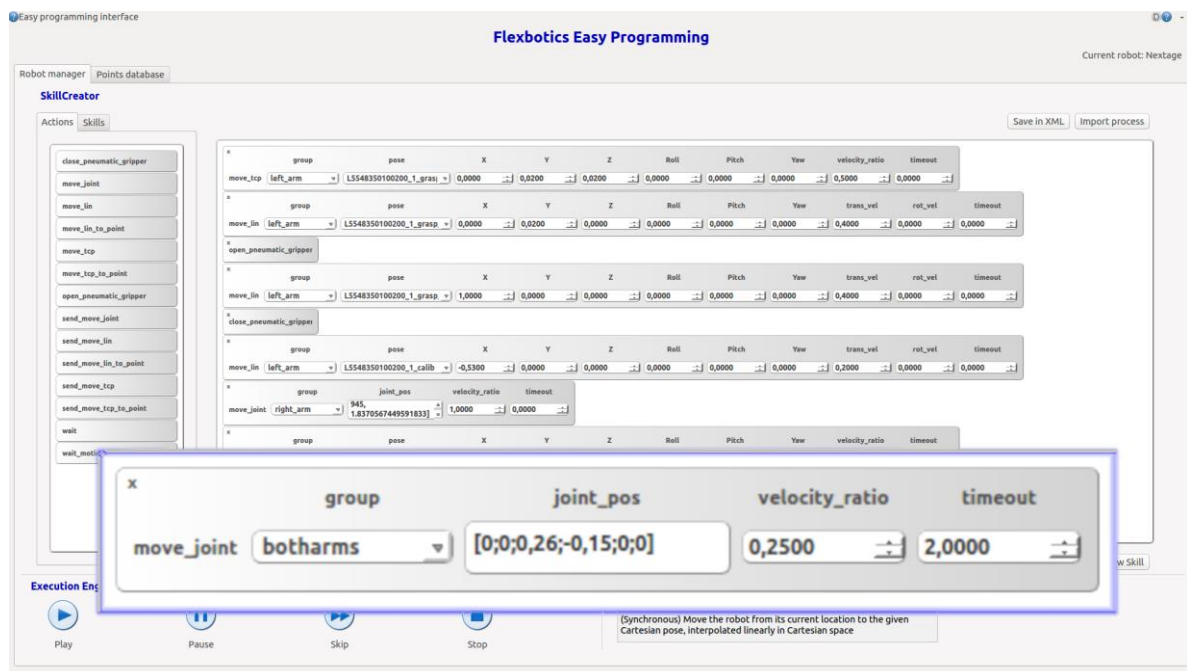 Easy programming interface
D
Flexbotics Easy Programming
Current robot: Nextage
Robot manager Points database
SkillCreator
Actions Skills
Save in XML Import process
close_pneumatic_gripper
move_joint
move_lin
move_lin_to_point
move_tcp
move_tcp_to_point
open_pneumatic_gripper
send_move_joint
send_move_lin
send_move_lin_to_point
send_move_tcp
send_move_tcp_to_point
wait
x
group pose X Y Z Roll Pitch Yaw velocity_ratio timeout
move_tcp left_arm L5548350100200_1_grasp 0,0000 0,0200 0,0200 0,0000 0,0000 0,0000 0,5000 0,0000
x
group pose X Y Z Roll Pitch Yaw trans_vel rot_vel timeout
move_lin left_arm L5548350100200_1_grasp 0,0000 0,0200 0,0000 0,0000 0,0000 0,0000 0,4000 0,0000 0,0000
x
open_pneumatic_gripper
x
group pose X Y Z Roll Pitch Yaw trans_vel rot_vel timeout
move_lin left_arm L5548350100200_1_grasp 1,0000 0,0000 0,0000 0,0000 0,0000 0,0000 0,4000 0,0000 0,0000
x
close_pneumatic_gripper
x
group pose X Y Z Roll Pitch Yaw trans_vel rot_vel timeout
move_lin left_arm L5548350100200_1_calib -0,5300 0,0000 0,0000 0,0000 0,0000 0,0000 0,2000 0,0000 0,0000
x
group joint_pos velocity_ratio timeout
move_joint right_arm 945, 1,0000 0,0000
1.8370567449591833]
x
group pose X Y Z Roll Pitch Yaw velocity_ratio timeout
x
group joint_pos velocity_ratio timeout
move_joint botharms [0;0;0,26;-0,15;0;0] 0,2500 2,0000
Skill
Execution
Play Pause Skip Stop
(Synchronous) Move the robot from its current location to the given
Cartesian pose, interpolated linearly in Cartesian space